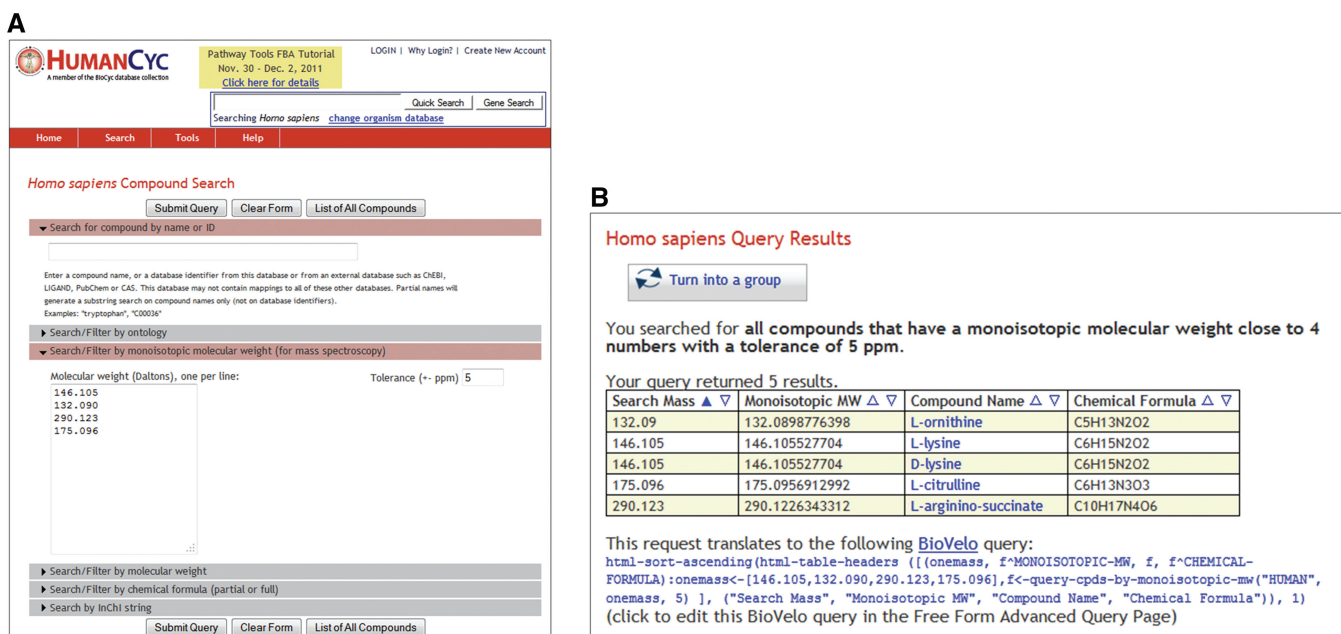 A
HUMANCYC
A member of the BioCyc database collection
Pathway Tools FBA Tutorial
Nov. 30 - Dec. 2, 2011
Click here for details
LOGIN | Why Login? | Create New Account
Quick Search Gene Search
Searching Homo sapiens change organism database
Home Search Tools Help
Homo sapiens Compound Search
Submit Query Clear Form List of All Compounds
Search for compound by name or ID
Enter a compound name, or a database identifier from this database or from an external database such as ChEBI,
LIGAND, PubChem or CAS. This database may not contain mappings to all of these other databases. Partial names will
generate a substring search on compound names only (not on database identifiers).
Examples: "tryptophan", "C00036"
Search/Filter by ontology
Search/Filter by monoisotopic molecular weight (for mass spectroscopy)
Molecular weight (Daltons), one per line:
Tolerance (+- ppm) 5
146.105
132.090
290.123
175.096
Search/Filter by molecular weight
Search/Filter by chemical formula (partial or full)
Search by InChI string
Submit Query Clear Form List of All Compounds
B
Homo sapiens Query Results
Turn into a group
You searched for all compounds that have a monoisotopic molecular weight close to 4
numbers with a tolerance of 5 ppm.
Your query returned 5 results.
Search Mass ▲ ▽ Monoisotopic MW △ ▽ Compound Name △ ▽ Chemical Formula △ ▽
132.09 132.0898776398 L-ornithine C5H13N2O2
146.105 146.105527704 L-lysine C6H15N2O2
146.105 146.105527704 D-lysine C6H15N2O2
175.096 175.0956912992 L-citrulline C6H13N3O3
290.123 290.1226343312 L-arginino-succinate C10H17N4O6
This request translates to the following BioVelo query:
html-sort-ascending(html-table-headers ([(onemass, f^MONOISOTOPIC-MW, f, f^CHEMICAL-
FORMULA):onemass<-[146.105,132.090,290.123,175.096],f<-query-cpds-by-monoisotopic-mw("HUMAN",
onemass, 5) ], ("Search Mass", "Monoisotopic MW", "Compound Name", "Chemical Formula")), 1)
(click to edit this BioVelo query in the Free Form Advanced Query Page)